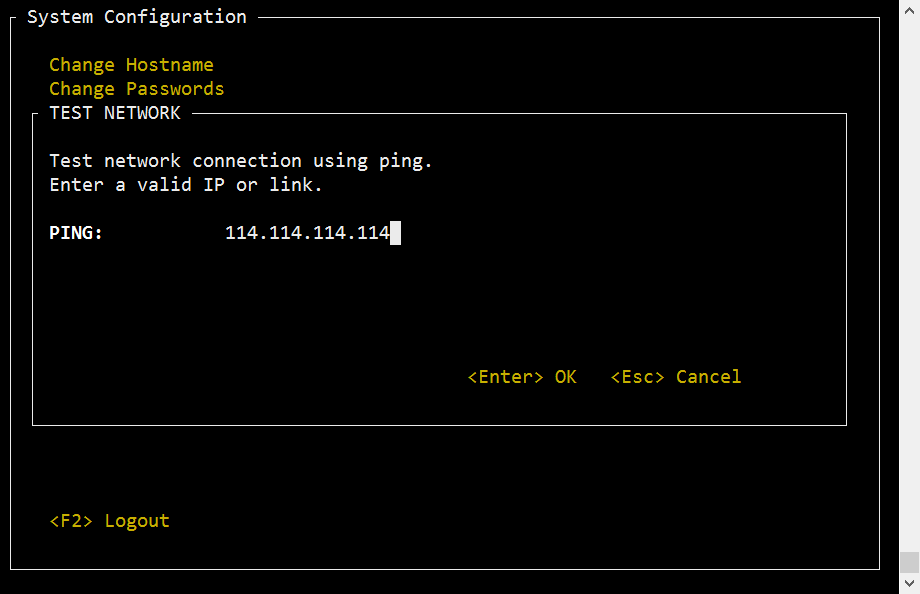 System Configuration
Change Hostname
Change Passwords
TEST NETWORK
Test network connection using ping.
Enter a valid IP or link.
PING: 114.114.114.114
<Enter> OK <Esc> Cancel
<F2> Logout